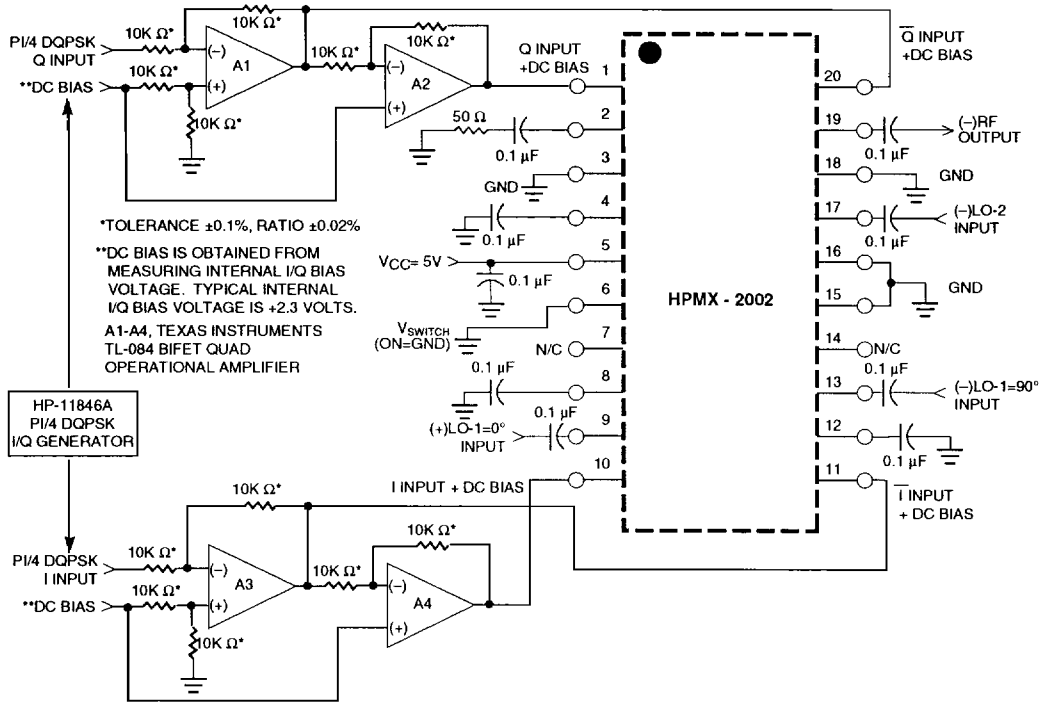 10K Ω*
10K Ω*
PI/4 DQPSK
Q INPUT
10K Ω*
**DC BIAS
10K Ω*
(−)
A1
(+)
10K Ω*
10K Ω*
(−)
A2
(+)
Q INPUT
+DC BIAS
1
50 Ω
0.1 µF
2
GND
3
0.1 µF
4
VCC= 5V
0.1 µF
5
VSWITCH
(ON=GND)
6
N/C
7
0.1 µF
8
(+)LO-1=0°
INPUT
0.1 µF
9
I INPUT + DC BIAS
10
HPMX - 2002
Q̅ INPUT
+DC BIAS
20
19
(−)RF
OUTPUT
0.1 µF
18
GND
17
(−)LO-2
INPUT
0.1 µF
16
15
GND
14
N/C
0.1 µF
13
(−)LO-1=90°
INPUT
12
0.1 µF
11
I̅ INPUT
+ DC BIAS
*TOLERANCE ±0.1%, RATIO ±0.02%
**DC BIAS IS OBTAINED FROM
MEASURING INTERNAL I/Q BIAS
VOLTAGE. TYPICAL INTERNAL
I/Q BIAS VOLTAGE IS +2.3 VOLTS.
A1-A4, TEXAS INSTRUMENTS
TL-084 BIFET QUAD
OPERATIONAL AMPLIFIER
HP-11846A
PI/4 DQPSK
I/Q GENERATOR
10K Ω*
10K Ω*
PI/4 DQPSK
I INPUT
10K Ω*
**DC BIAS
10K Ω*
(−)
A3
(+)
10K Ω*
10K Ω*
(−)
A4
(+)